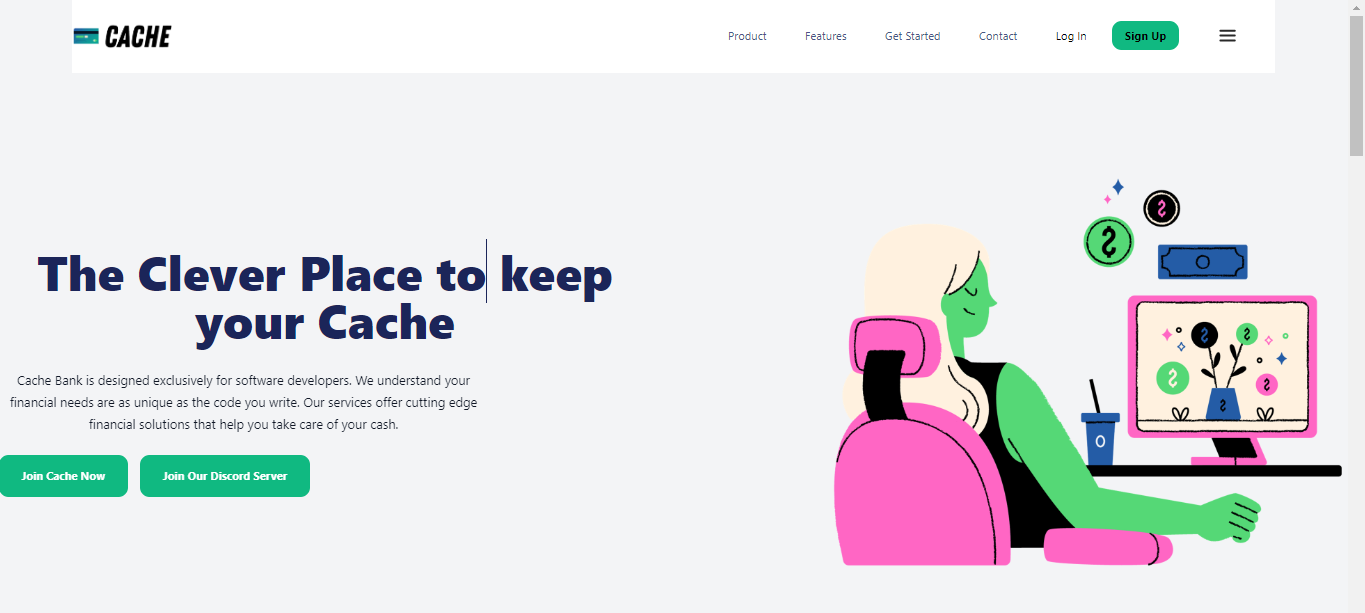 CACHE
Product Features Get Started Contact Log In Sign Up
The Clever Place to keep
your Cache
Cache Bank is designed exclusively for software developers. We understand your
financial needs are as unique as the code you write. Our services offer cutting edge
financial solutions that help you take care of your cash.
Join Cache Now Join Our Discord Server